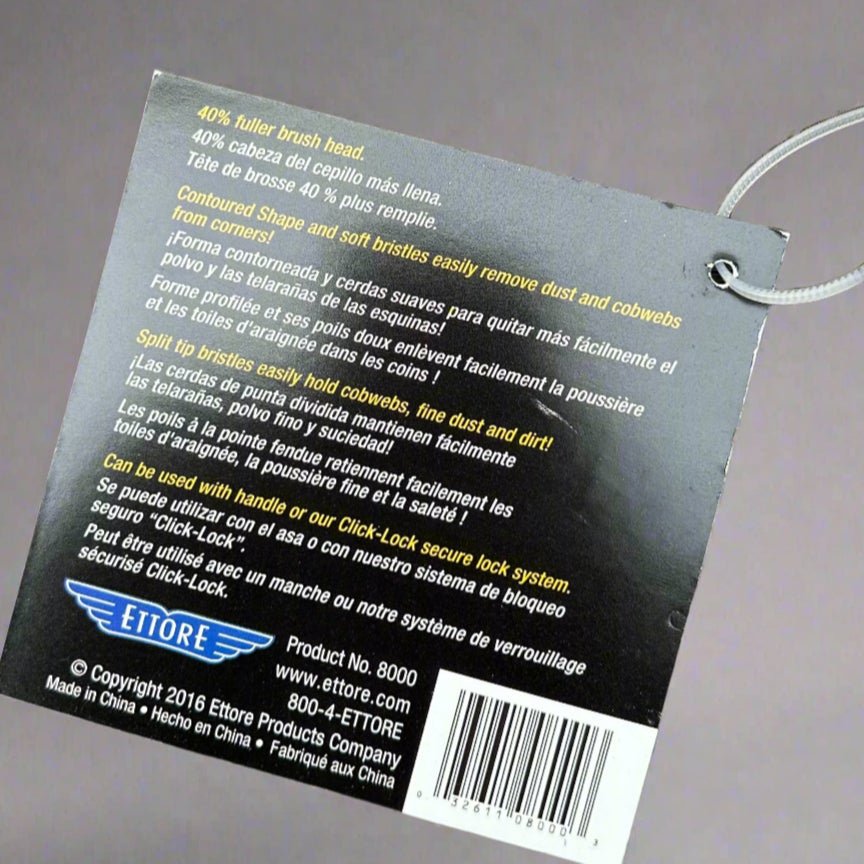 40% fuller brush head.
40% cabeza del cepillo más llena.
Tête de brosse 40 % plus remplie.
Contoured Shape and soft bristles easily remove dust and cobwebs
from corners!
¡Forma contorneada y cerdas suaves para quitar más fácilmente el
polvo y las telarañas de las esquinas!
Forme profilée et ses poils doux enlèvent facilement la poussière
et les toiles d'araignée dans les coins !
Split tip bristles easily hold cobwebs, fine dust and dirt!
¡Las cerdas de punta dividida mantienen fácilmente
las telarañas, polvo fino y suciedad!
Les poils à la pointe fendue retiennent facilement les
toiles d'araignée, la poussière fine et la saleté !
Can be used with handle or our Click-Lock secure lock system.
Se puede utilizar con el asa o con nuestro sistema de bloqueo
seguro "Click-Lock".
Peut être utilisé avec un manche ou notre système de verrouillage
sécurisé Click-Lock.
ETTORE
Product No. 8000
www.ettore.com
800-4-ETTORE
© Copyright 2016 Ettore Products Company
Made in China • Hecho en China • Fabriqué aux China
0 32611 08000 3